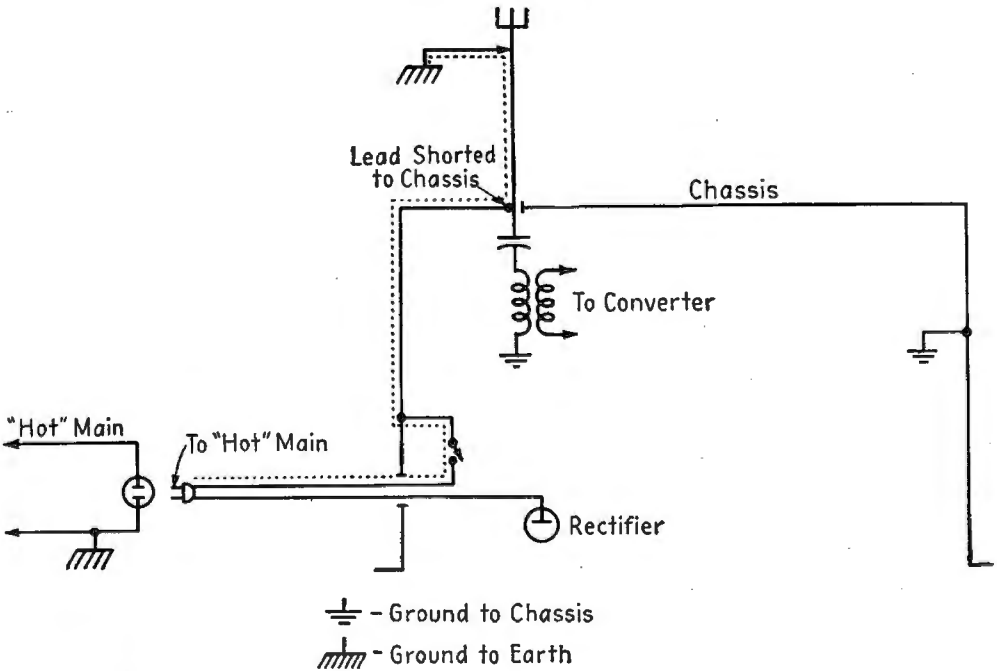 Lead Shorted
to Chassis
Chassis
To Converter
"Hot" Main
To "Hot" Main
Rectifier
- Ground to Chassis
- Ground to Earth